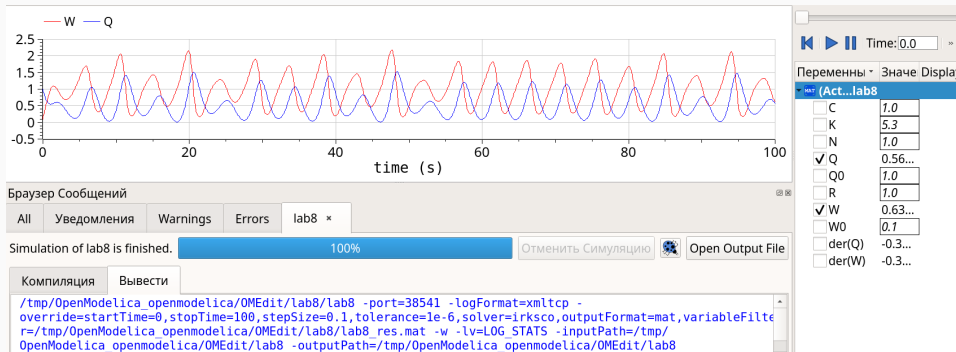 W Q
2.5
2
1.5
1
0.5
0
-0.5
0 20 40 60 80 100
time (s)
Time: 0.0 »
Переменны Значе Display
MAT (Act...lab8
C 1.0
K 5.3
N 1.0
Q 0.56...
Q0 1.0
R 1.0
W 0.63...
W0 0.1
der(Q) -0.3...
der(W) -0.3...
Браузер Сообщений
All Уведомления Warnings Errors lab8 ×
Simulation of lab8 is finished. 100% Отменить Симуляцию Open Output File
Компиляция Вывести
/tmp/OpenModelica_openmodelica/OMEdit/lab8/lab8 -port=38541 -logFormat=xmltcp -
override=startTime=0,stopTime=100,stepSize=0.1,tolerance=1e-6,solver=irksco,outputFormat=mat,variableFilte
r=/tmp/OpenModelica_openmodelica/OMEdit/lab8/lab8_res.mat -w -lv=LOG_STATS -inputPath=/tmp/
OpenModelica_openmodelica/OMEdit/lab8 -outputPath=/tmp/OpenModelica_openmodelica/OMEdit/lab8